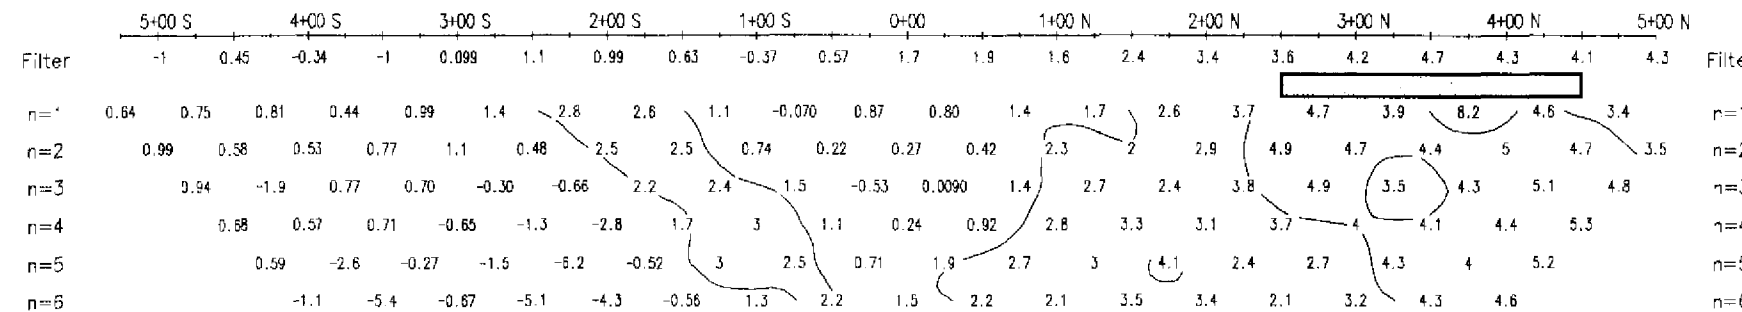 5+00 S 4+00 S 3+00 S 2+00 S 1+00 S 0+00 1+00 N 2+00 N 3+00 N 4+00 N 5+00 N
Filter -1 0.45 -0.34 -1 0.099 1.1 0.99 0.63 -0.37 0.57 1.7 1.9 1.6 2.4 3.4 3.6 4.2 4.7 4.3 4.1 4.3 Filte
n=1 0.64 0.75 0.81 0.44 0.99 1.4 2.8 2.6 1.1 -0.070 0.87 0.80 1.4 1.7 2.6 3.7 4.7 3.9 8.2 4.6 3.4 n=1
n=2 0.99 0.58 0.53 0.77 1.1 0.48 2.5 2.5 0.74 0.22 0.27 0.42 2.3 2 2.9 4.9 4.7 4.4 5 4.7 3.5 n=2
n=3 0.94 -1.9 0.77 0.70 -0.30 -0.66 2.2 2.4 1.5 -0.53 0.0090 1.4 2.7 2.4 3.8 4.9 3.5 4.3 5.1 4.8 n=3
n=4 0.68 0.57 0.71 -0.65 -1.3 -2.8 1.7 3 1.1 0.24 0.92 2.8 3.3 3.1 3.7 4 4.1 4.4 5.3 n=4
n=5 0.59 -2.6 -0.27 -1.5 -6.2 -0.52 3 2.5 0.71 1.9 2.7 3 4.1 2.4 2.7 4.3 4 5.2 n=5
n=6 -1.1 -5.4 -0.67 -5.1 -4.3 -0.56 1.3 2.2 1.5 2.2 2.1 3.5 3.4 2.1 3.2 4.3 4.6 n=6